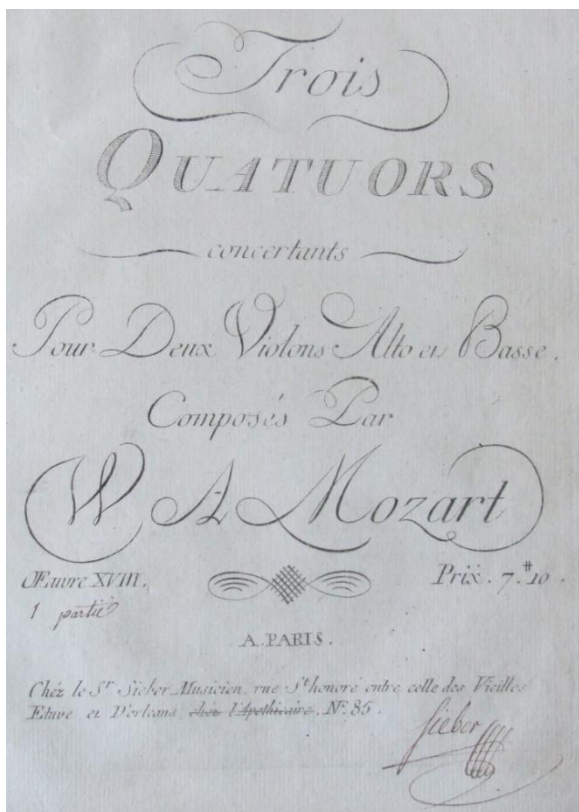 Trois
QUATUORS
concertants
Pour Deux Violons Alto et Basse.
Composés Par
W A Mozart
Œuvre XVIII. Prix. 7.# 10.
1 partie
A PARIS.
Chéz le Sr. Sieber Musicien, rue St. honoré entre celle des Vieilles
Etuve et D'orleans chés l'Apothicaire. No. 85.
Sieber